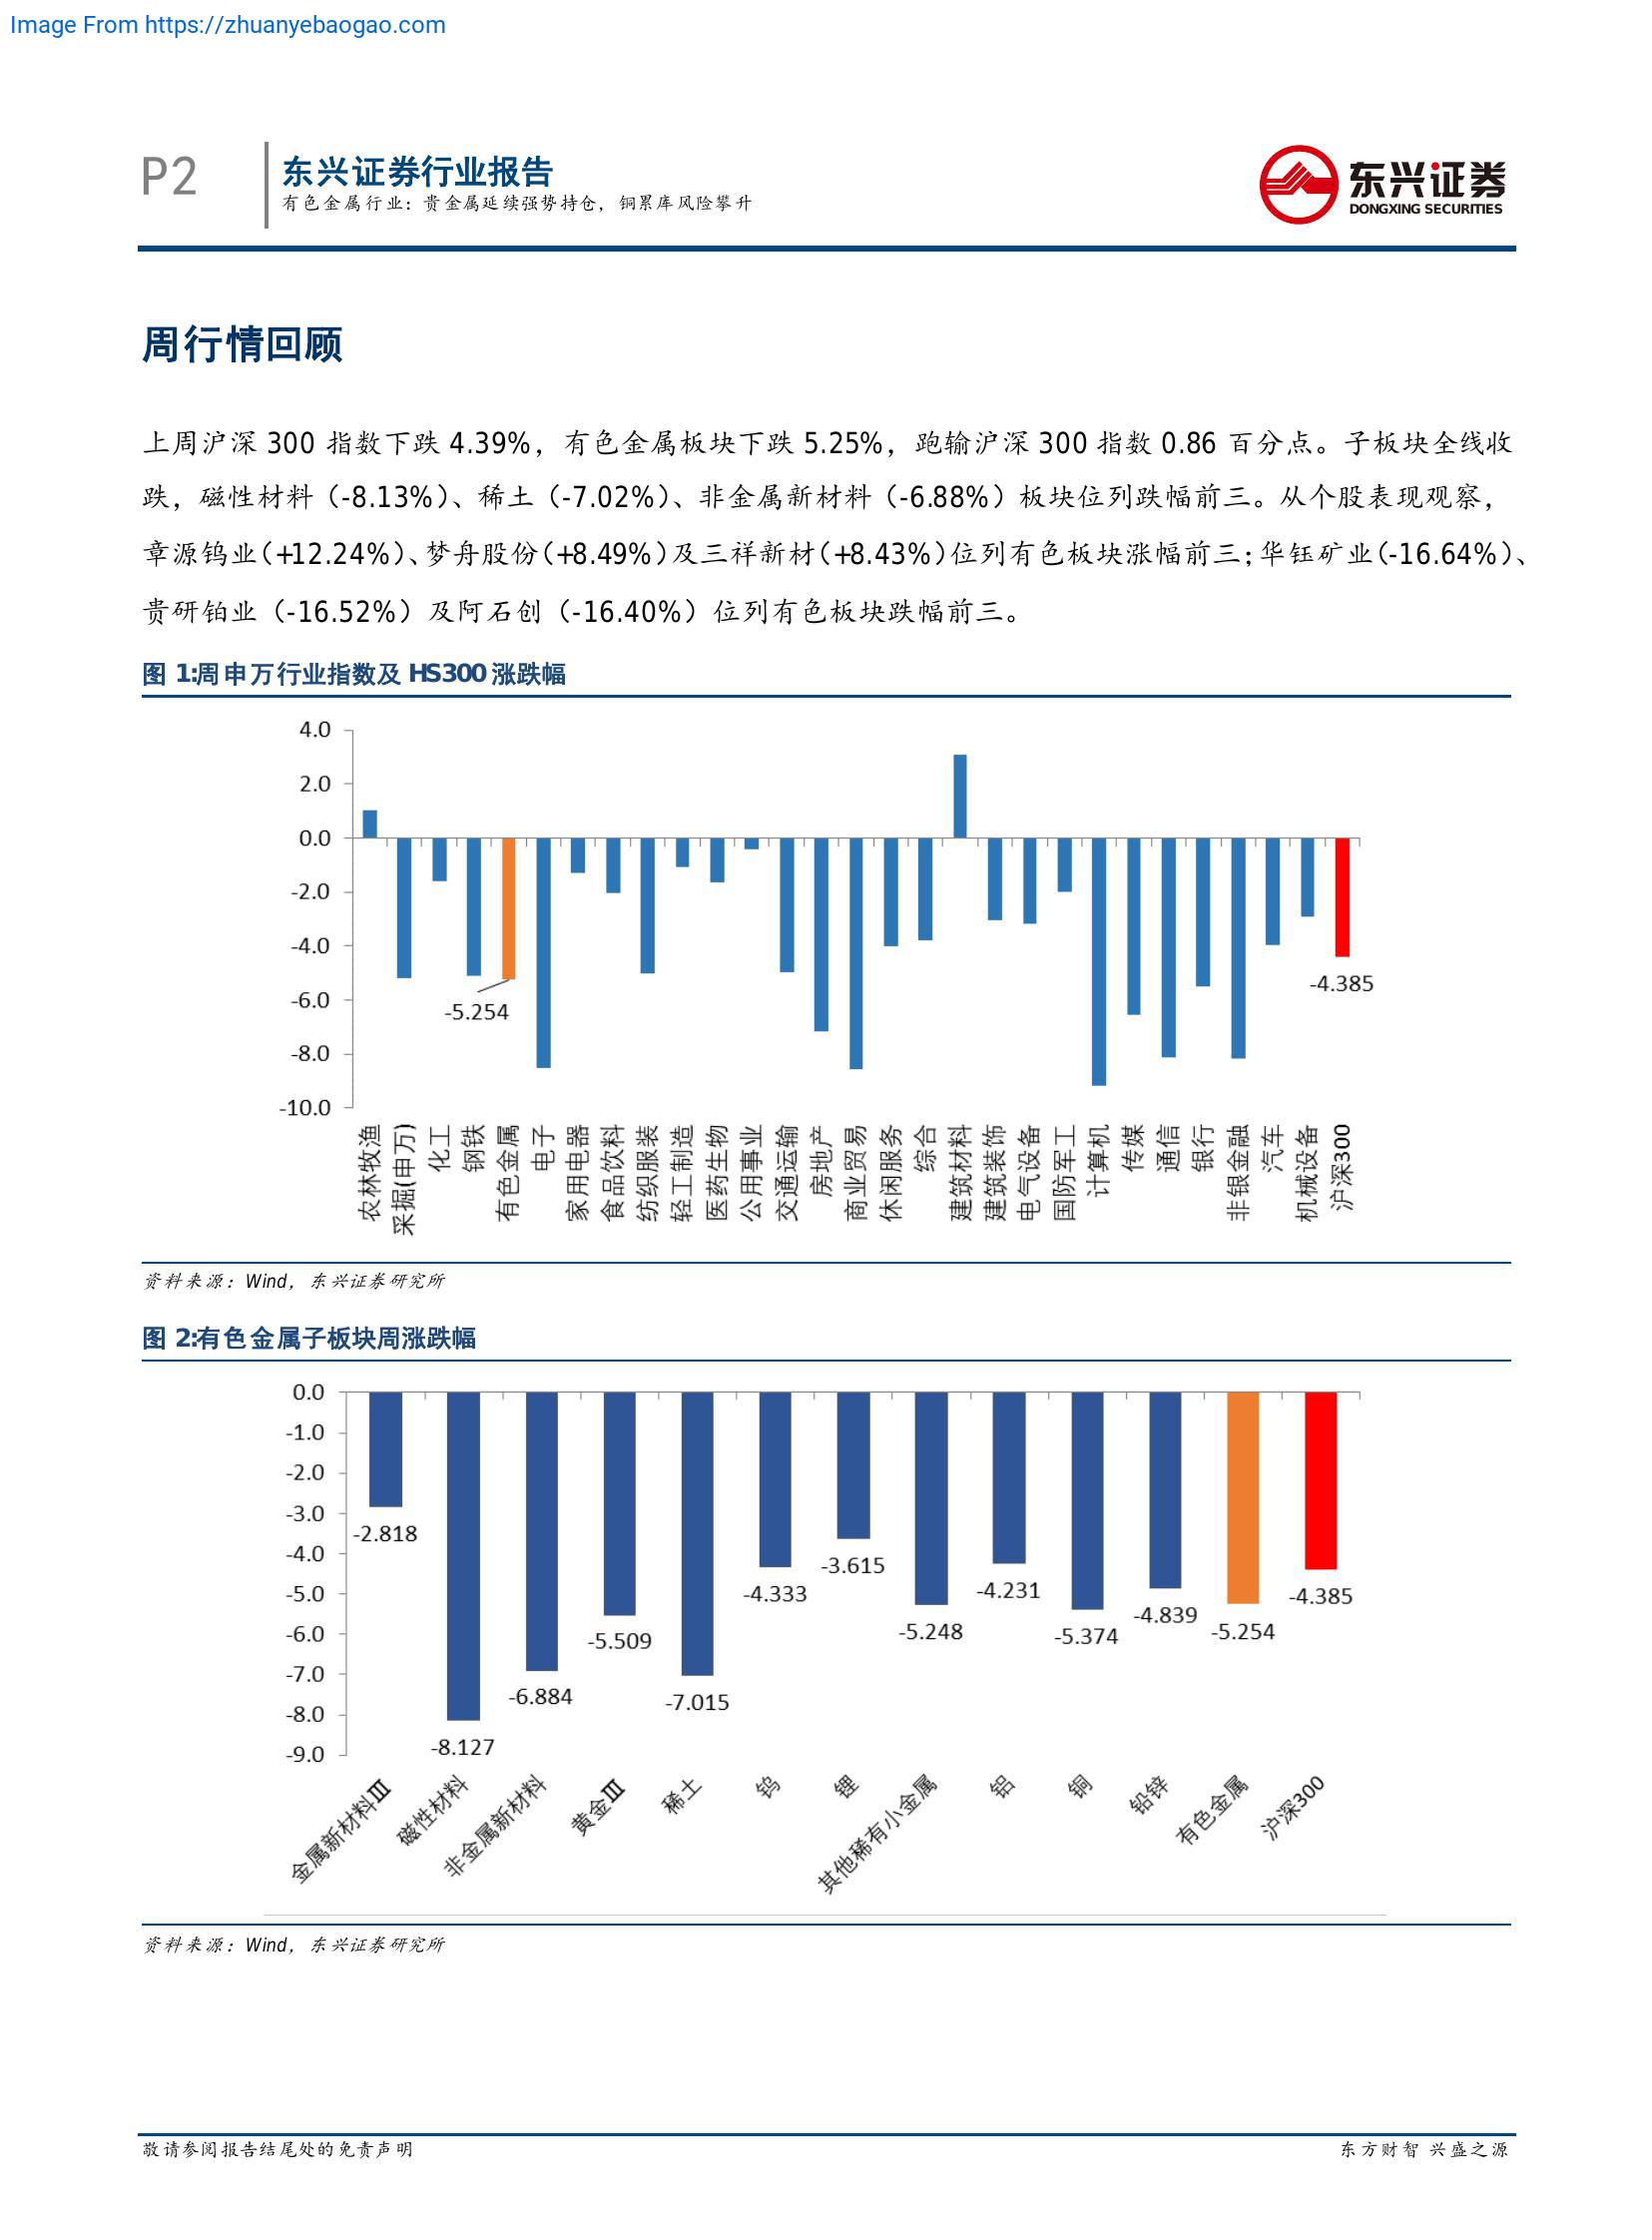 Image From https://zhuanyebaogao.com
P2
东兴证券行业报告
有色金属行业：贵金属延续强势持仓，铜累库风险攀升
东兴证券
DONGXING SECURITIES
周行情回顾
上周沪深 300 指数下跌 4.39%，有色金属板块下跌 5.25%，跑输沪深 300 指数 0.86 百分点。子板块全线收
跌，磁性材料（-8.13%）、稀土（-7.02%）、非金属新材料（-6.88%）板块位列跌幅前三。从个股表现观察，
章源钨业（+12.24%）、梦舟股份（+8.49%）及三祥新材（+8.43%）位列有色板块涨幅前三；华钰矿业（-16.64%）、
贵研铂业（-16.52%）及阿石创（-16.40%）位列有色板块跌幅前三。
图 1:周申万行业指数及 HS300 涨跌幅
4.0
2.0
0.0
-2.0
-4.0
-6.0
-8.0
-10.0
-5.254
-4.385
农林牧渔
采掘(申万)
化工
钢铁
有色金属
电子
家用电器
食品饮料
纺织服装
轻工制造
医药生物
公用事业
交通运输
房地产
商业贸易
休闲服务
综合
建筑材料
建筑装饰
电气设备
国防军工
计算机
传媒
通信
银行
非银金融
汽车
机械设备
沪深300
资料来源：Wind，东兴证券研究所
图 2:有色金属子板块周涨跌幅
0.0
-1.0
-2.0
-3.0
-4.0
-5.0
-6.0
-7.0
-8.0
-9.0
-2.818
-8.127
-6.884
-5.509
-7.015
-4.333
-3.615
-5.248
-4.231
-5.374
-4.839
-5.254
-4.385
金属新材料Ⅲ
磁性材料
非金属新材料
黄金Ⅲ
稀土
钨
锂
其他稀有小金属
铝
铜
铅锌
有色金属
沪深300
资料来源：Wind，东兴证券研究所
敬请参阅报告结尾处的免责声明
东方财智 兴盛之源